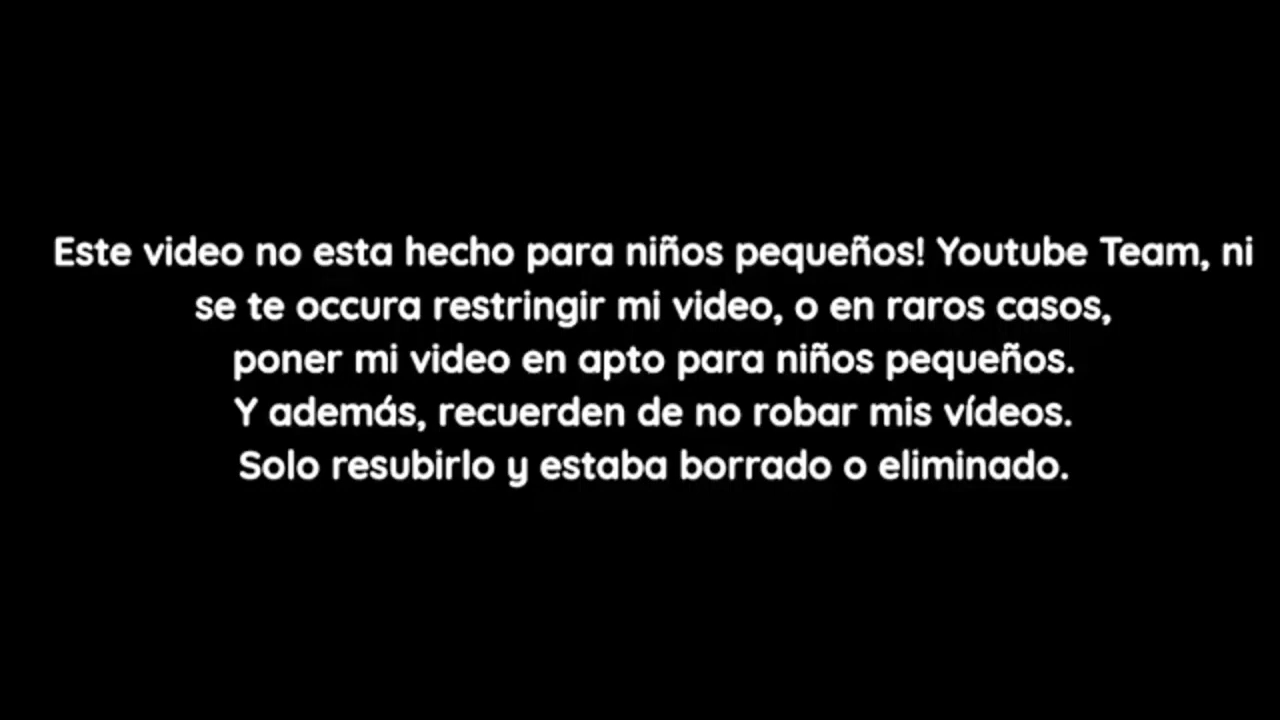 Este video no esta hecho para niños pequeños! Youtube Team, ni
se te occura restringir mi video, o en raros casos,
poner mi video en apto para niños pequeños.
Y además, recuerden de no robar mis vídeos.
Solo resubirlo y estaba borrado o eliminado.